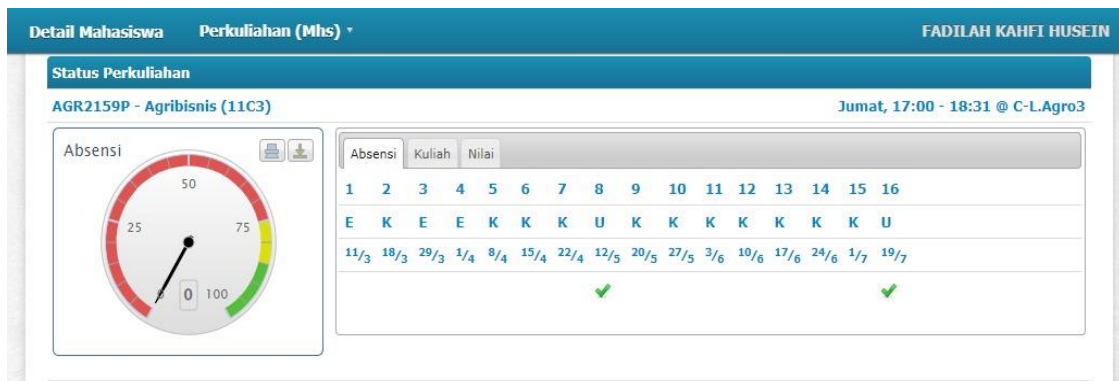 Detail Mahasiswa Perkuliahan (Mhs) FADILAH KAHFI HUSEIN
Status Perkuliahan
AGR2159P - Agribisnis (11C3) Jumat, 17:00 - 18:31 @ C-L.Agro3
Absensi
50
25 75
0 0 100
Absensi Kuliah Nilai
1 2 3 4 5 6 7 8 9 10 11 12 13 14 15 16
E K E E K K K U K K K K K K K U
11/3 18/3 29/3 1/4 8/4 15/4 22/4 12/5 20/5 27/5 3/6 10/6 17/6 24/6 1/7 19/7